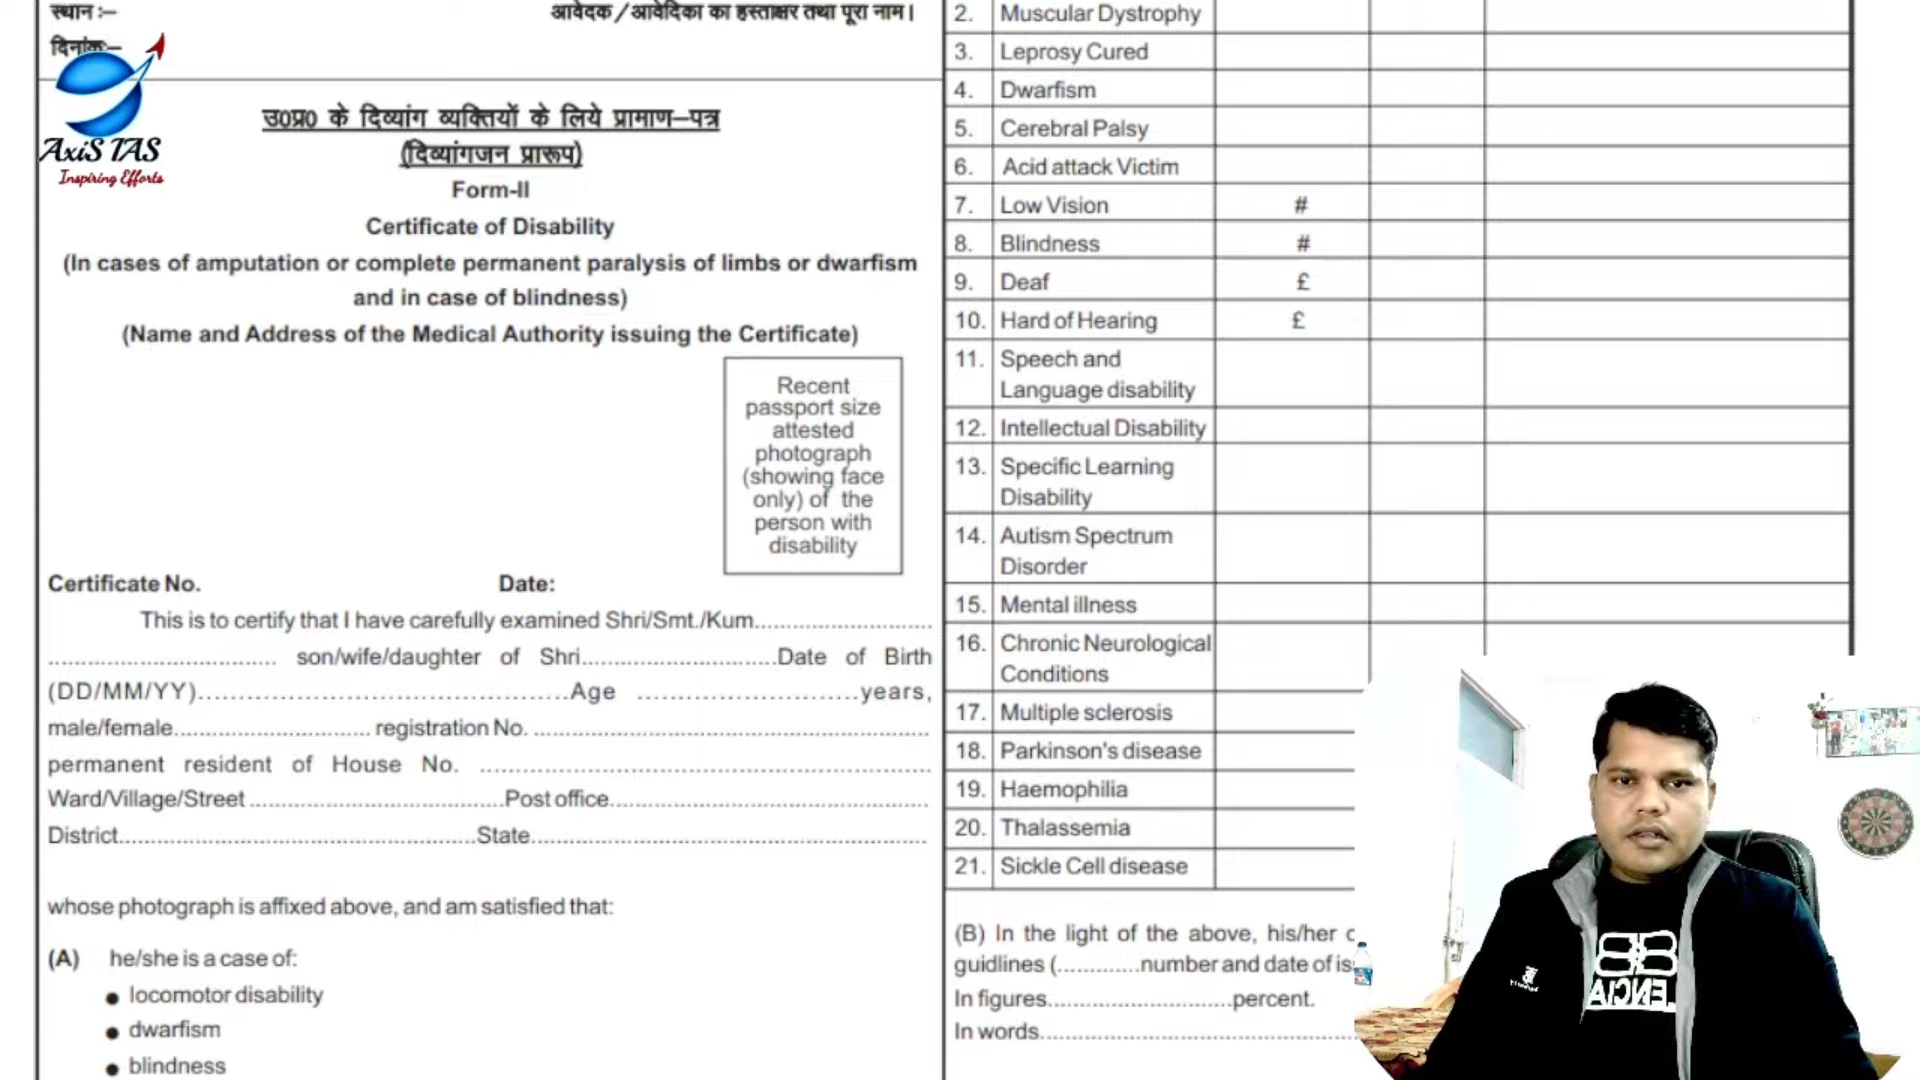 स्थान :–
आवेदक/आवेदिका का हस्ताक्षर तथा पूरा नाम।
दिनांक:–
AxiS IAS
Inspiring Efforts
उ0प्र0 के दिव्यांग व्यक्तियों के लिये प्रामाण–पत्र
(दिव्यांगजन प्रारूप)
Form-II
Certificate of Disability
(In cases of amputation or complete permanent paralysis of limbs or dwarfism
and in case of blindness)
(Name and Address of the Medical Authority issuing the Certificate)
Recent
passport size
attested
photograph
(showing face
only) of the
person with
disability
Certificate No. Date:
This is to certify that I have carefully examined Shri/Smt./Kum..............................
................................... son/wife/daughter of Shri..............................Date of Birth
(DD/MM/YY).......................................Age .......................years,
male/female.............................. registration No. .............................................................
permanent resident of House No. ......................................................................
Ward/Village/Street .......................................Post office.................................................
District.......................................................State.............................................................
whose photograph is affixed above, and am satisfied that:
(A) he/she is a case of:
● locomotor disability
● dwarfism
● blindness
2. Muscular Dystrophy
3. Leprosy Cured
4. Dwarfism
5. Cerebral Palsy
6. Acid attack Victim
7. Low Vision #
8. Blindness #
9. Deaf £
10. Hard of Hearing £
11. Speech and
Language disability
12. Intellectual Disability
13. Specific Learning
Disability
14. Autism Spectrum
Disorder
15. Mental illness
16. Chronic Neurological
Conditions
17. Multiple sclerosis
18. Parkinson's disease
19. Haemophilia
20. Thalassemia
21. Sickle Cell disease
(B) In the light of the above, his/her
guidlines (.............number and date of is
In figures..............................percent.
In words....................................................